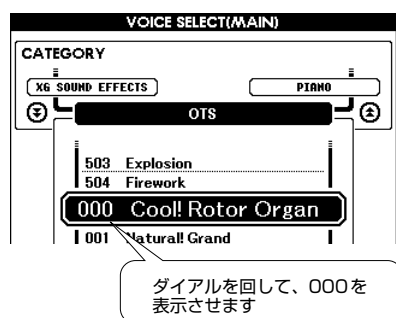 VOICE SELECT(MAIN)
CATEGORY
XG SOUND EFFECTS
PIANO
OTS
503 Explosion
504 Firework
000 Cool! Rotor Organ
001 Natural! Grand
ダイアルを回して、000を
表示させます